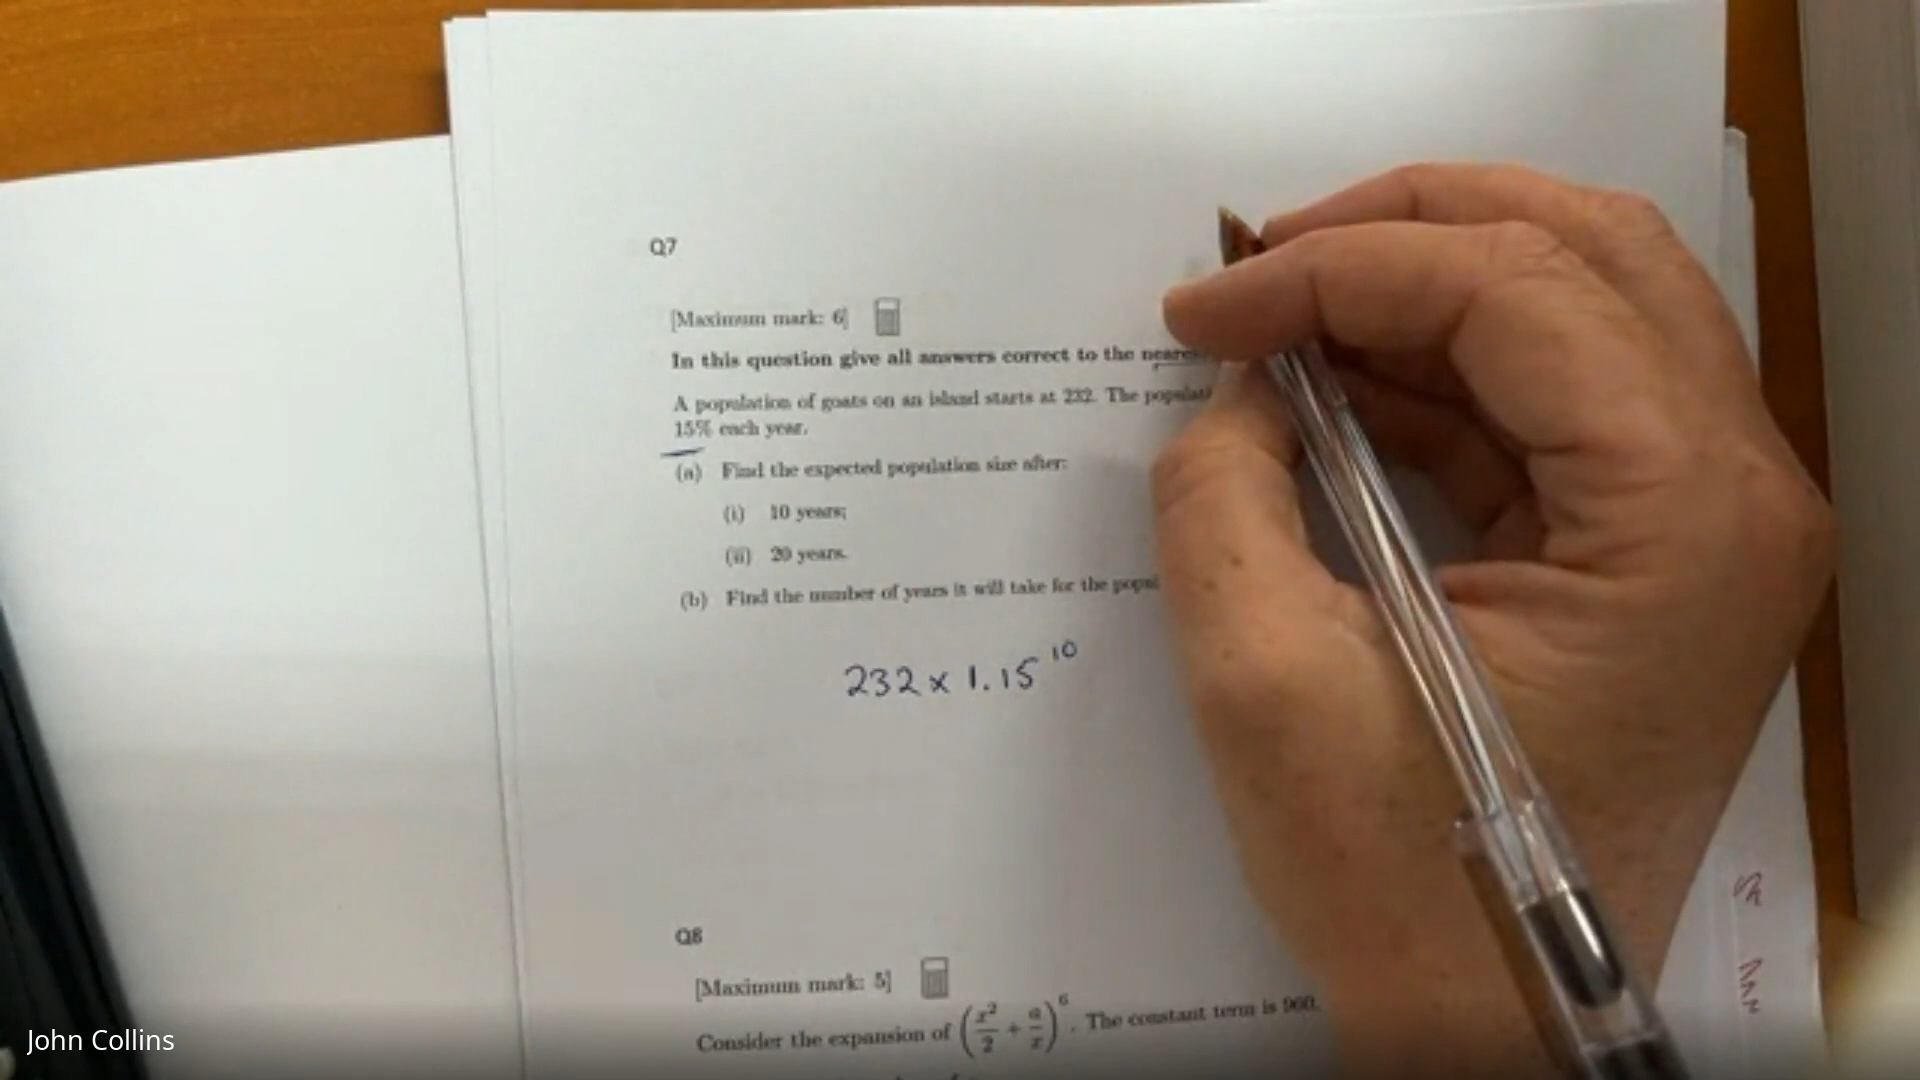 Q7
[Maximum mark: 6]
In this question give all answers correct to the
A population of goats on an island starts at 232. The
15% each year.
(a) Find the expected population size after:
(i) 10 years;
(ii) 20 years.
(b) Find the number of years it will take for the
232 x 1.15^10
Q8
[Maximum mark: 5]
Consider the expansion of (x^2/2 + a/x)^6. The constant term is 960.
John Collins